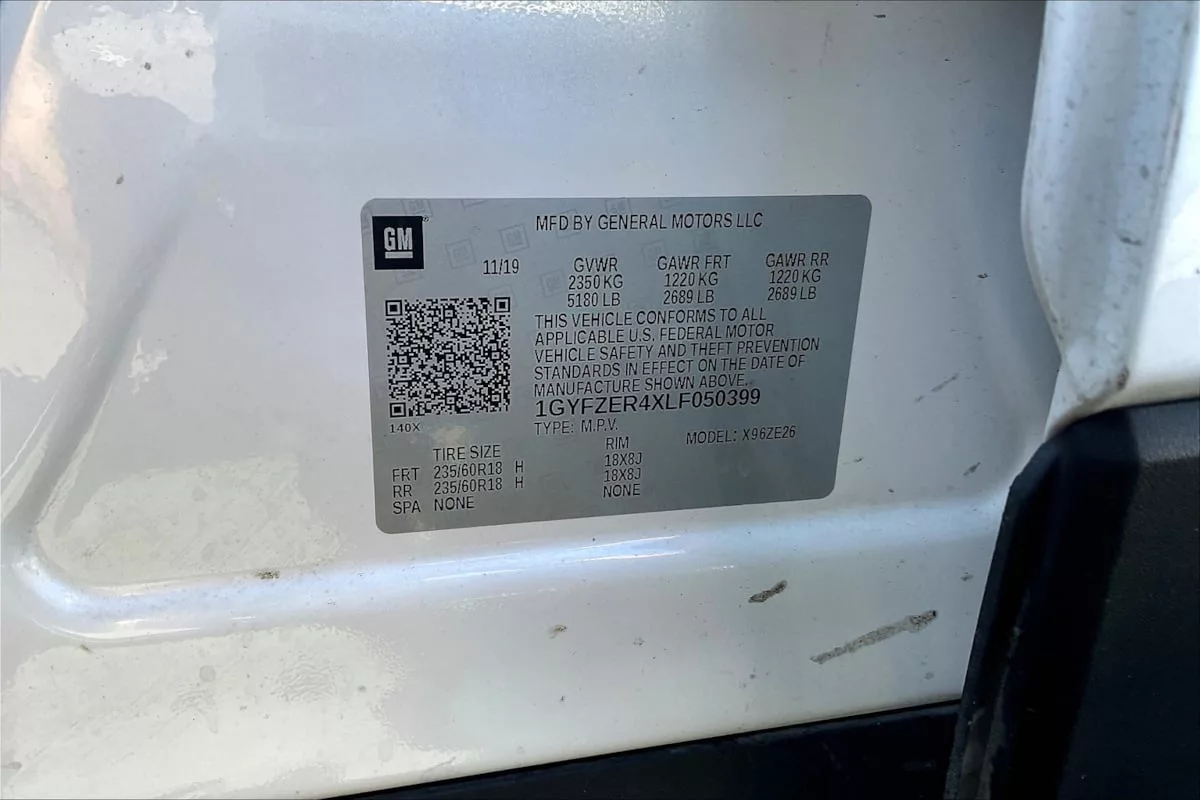 GM ®
MFD BY GENERAL MOTORS LLC
11/19
GVWR GAWR FRT GAWR RR
2350 KG 1220 KG 1220 KG
5180 LB 2689 LB 2689 LB
THIS VEHICLE CONFORMS TO ALL
APPLICABLE U.S. FEDERAL MOTOR
VEHICLE SAFETY AND THEFT PREVENTION
STANDARDS IN EFFECT ON THE DATE OF
MANUFACTURE SHOWN ABOVE.
1GYFZER4XLF050399
140X
TYPE: M.P.V. MODEL: X96ZE26
TIRE SIZE RIM
FRT 235/60R18 H 18X8J
RR 235/60R18 H 18X8J
SPA NONE NONE